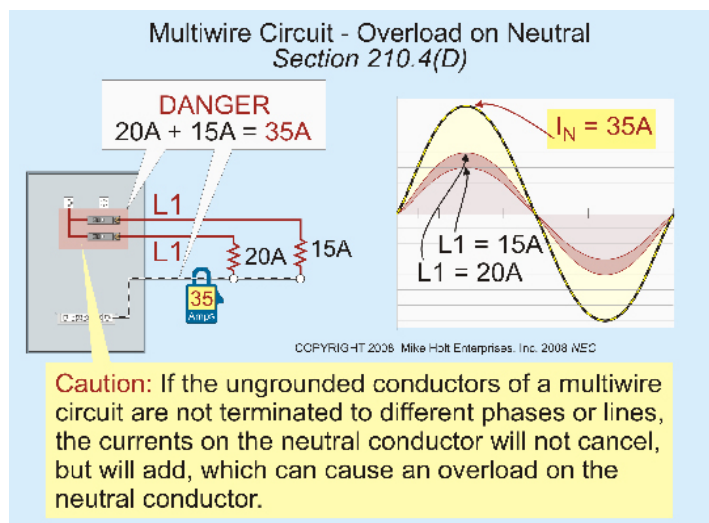 Multiwire Circuit - Overload on Neutral
Section 210.4(D)
DANGER
20A + 15A = 35A
I_N = 35A
L1
L1
20A
15A
35
Amps
L1 = 15A
L1 = 20A
COPYRIGHT 2008 Mike Holt Enterprises, Inc. 2008 NEC
Caution: If the ungrounded conductors of a multiwire
circuit are not terminated to different phases or lines,
the currents on the neutral conductor will not cancel,
but will add, which can cause an overload on the
neutral conductor.